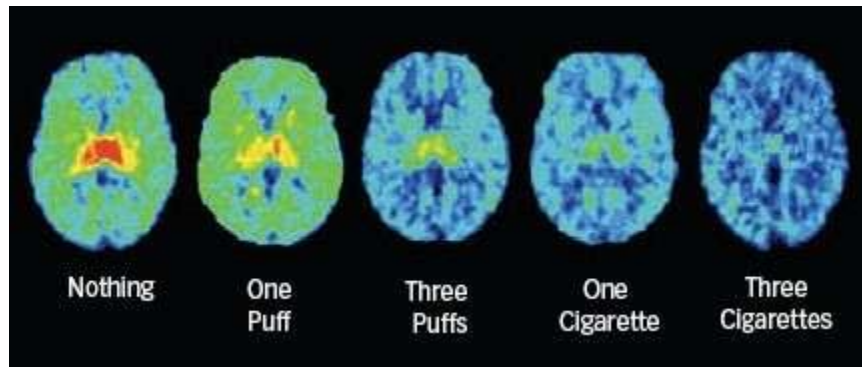 Nothing
One
Puff
Three
Puffs
One
Cigarette
Three
Cigarettes